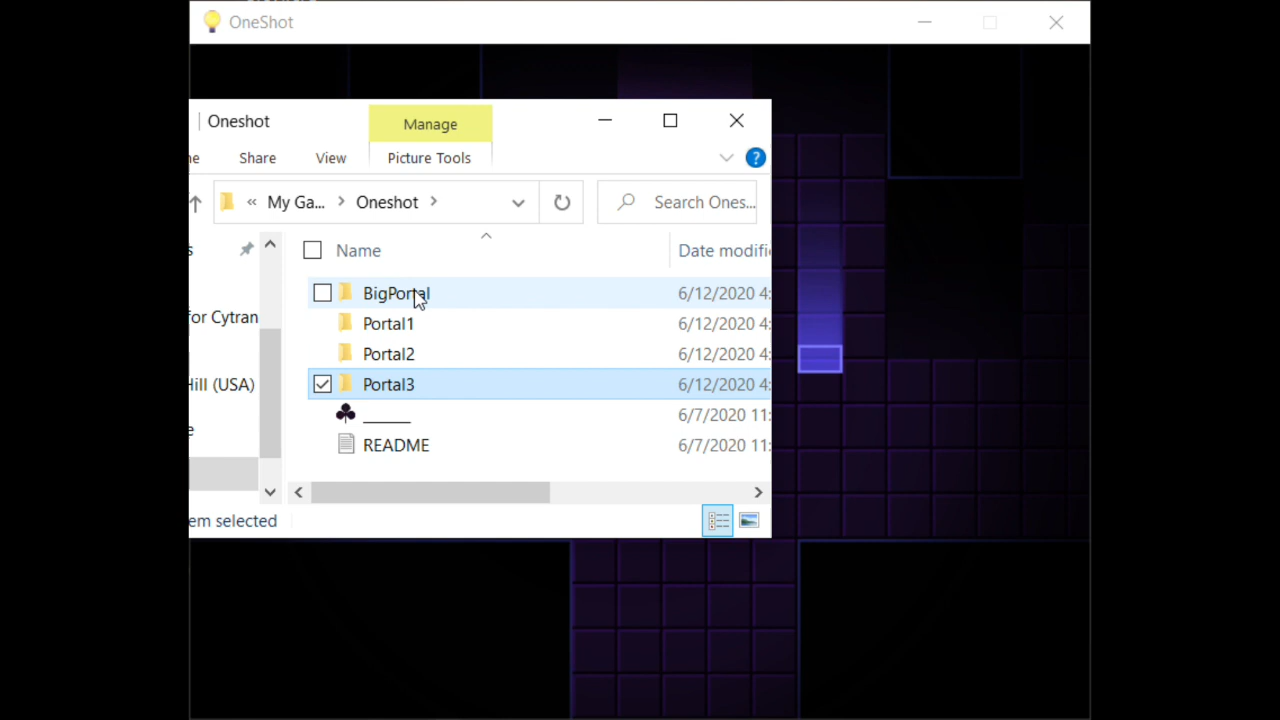 OneShot
Oneshot
Manage
ne Share View Picture Tools
« My Ga... > Oneshot > Search Ones...
s
Name Date modifi
BigPortal 6/12/2020 4:
for Cytran
Portal1 6/12/2020 4:
Portal2 6/12/2020 4:
Hill (USA)
Portal3 6/12/2020 4:
______ 6/7/2020 11:
e
README 6/7/2020 11:
em selected